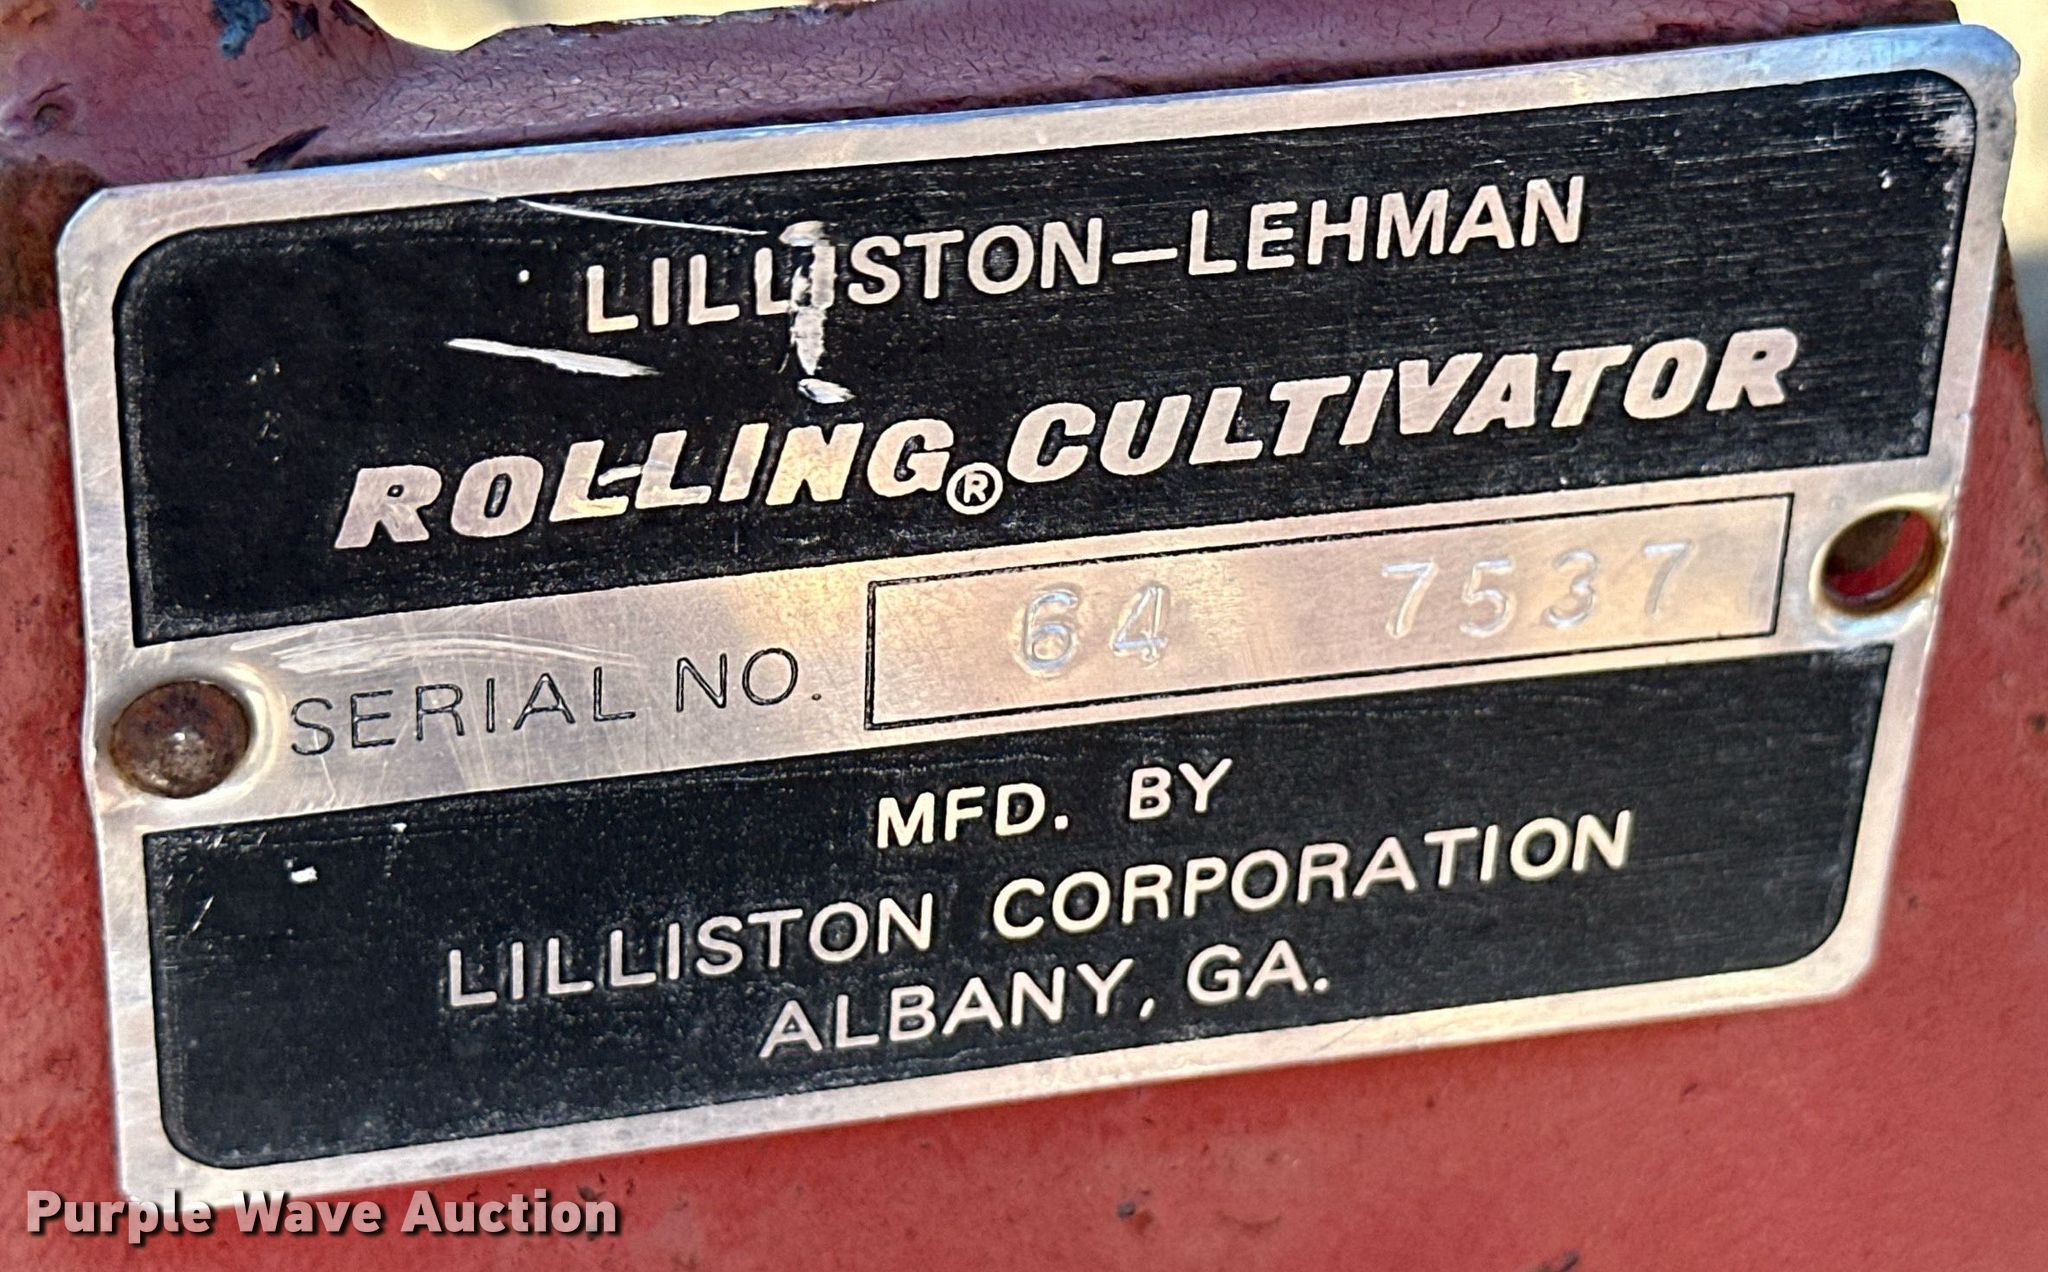 LILLISTON–LEHMAN
ROLLING® CULTIVATOR
SERIAL NO. 64 7537
MFD. BY
LILLISTON CORPORATION
ALBANY, GA.
Purple Wave Auction